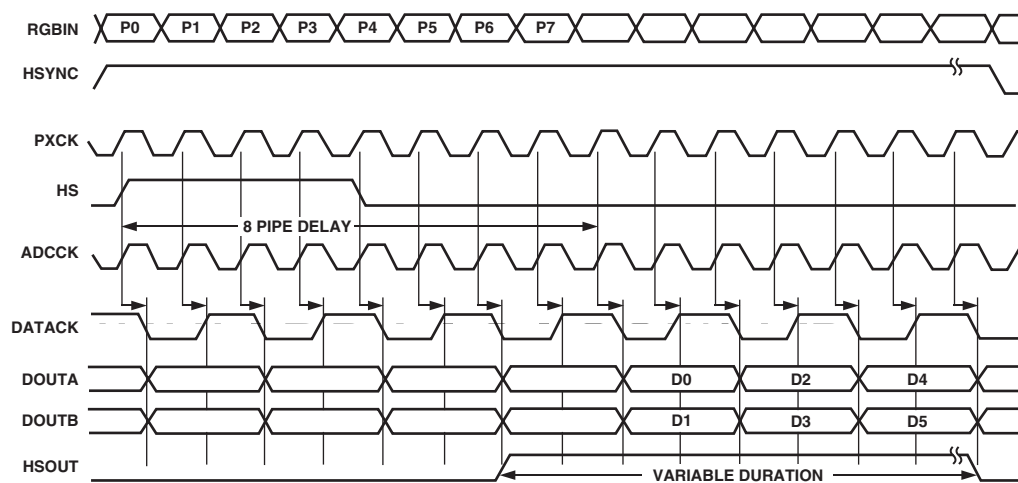 RGBIN P0 P1 P2 P3 P4 P5 P6 P7
HSYNC
PXCK
HS
8 PIPE DELAY
ADCCK
DATACK
DOUTA D0 D2 D4
DOUTB D1 D3 D5
HSOUT VARIABLE DURATION